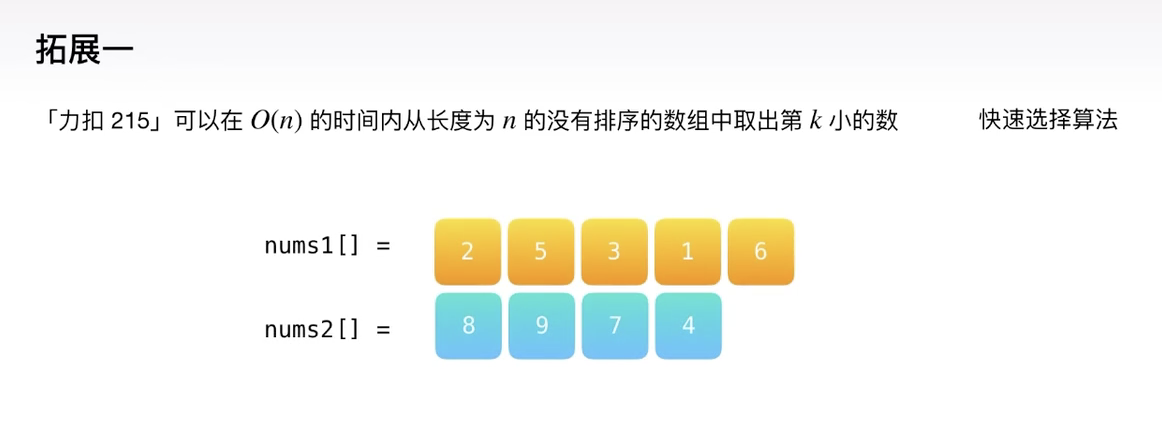 拓展一
「力扣 215」可以在 O(n) 的时间内从长度为 n 的没有排序的数组中取出第 k 小的数 快速选择算法
nums1[] = 2 5 3 1 6
nums2[] = 8 9 7 4